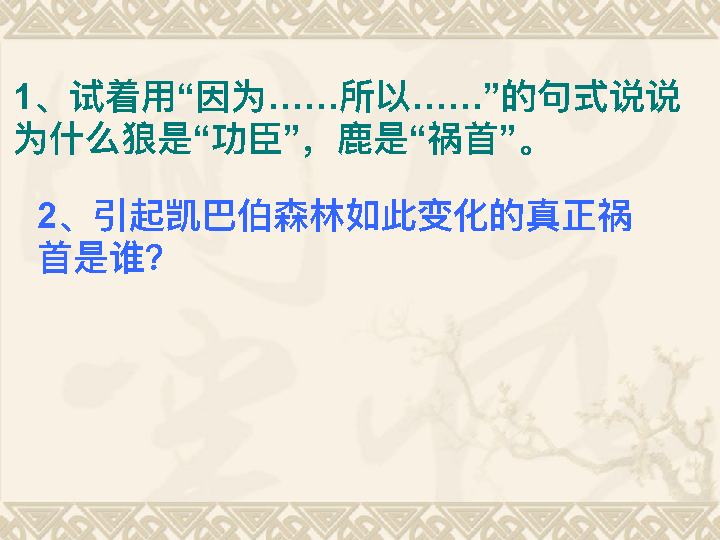 1、试着用“因为……所以……”的句式说说
为什么狼是“功臣”，鹿是“祸首”。
2、引起凯巴伯森林如此变化的真正祸
首是谁?